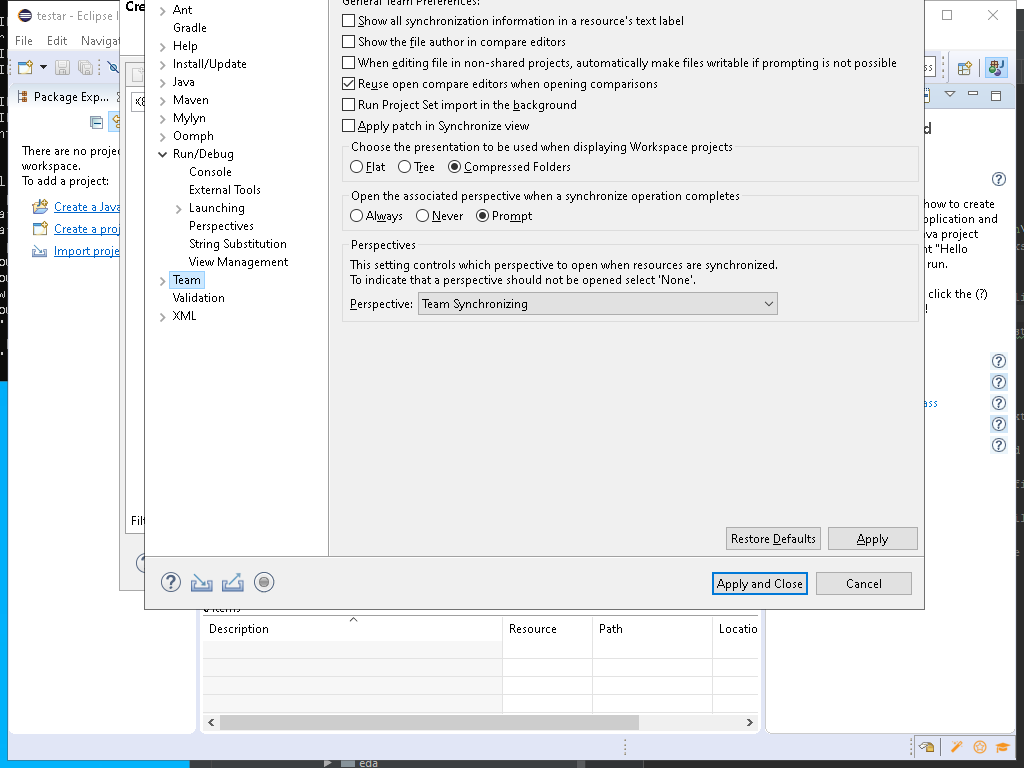 testar - Eclipse I
Cre
File Edit Navigat
Package Exp...
There are no projec
workspace.
To add a project:
Create a Java
Create a proj
Import proje
Filt
Ant
Gradle
Help
Install/Update
Java
Maven
Mylyn
Oomph
Run/Debug
Console
External Tools
Launching
Perspectives
String Substitution
View Management
Team
Validation
XML
General Team Preferences:
Show all synchronization information in a resource's text label
Show the file author in compare editors
When editing file in non-shared projects, automatically make files writable if prompting is not possible
Reuse open compare editors when opening comparisons
Run Project Set import in the background
Apply patch in Synchronize view
Choose the presentation to be used when displaying Workspace projects
Flat Tree Compressed Folders
Open the associated perspective when a synchronize operation completes
Always Never Prompt
Perspectives
This setting controls which perspective to open when resources are synchronized.
To indicate that a perspective should not be opened select 'None'.
Perspective: Team Synchronizing
Restore Defaults Apply
Apply and Close Cancel
how to create
pplication and
va project
nt "Hello
run.
click the (?)
!
ass
Description Resource Path Locatio
eda